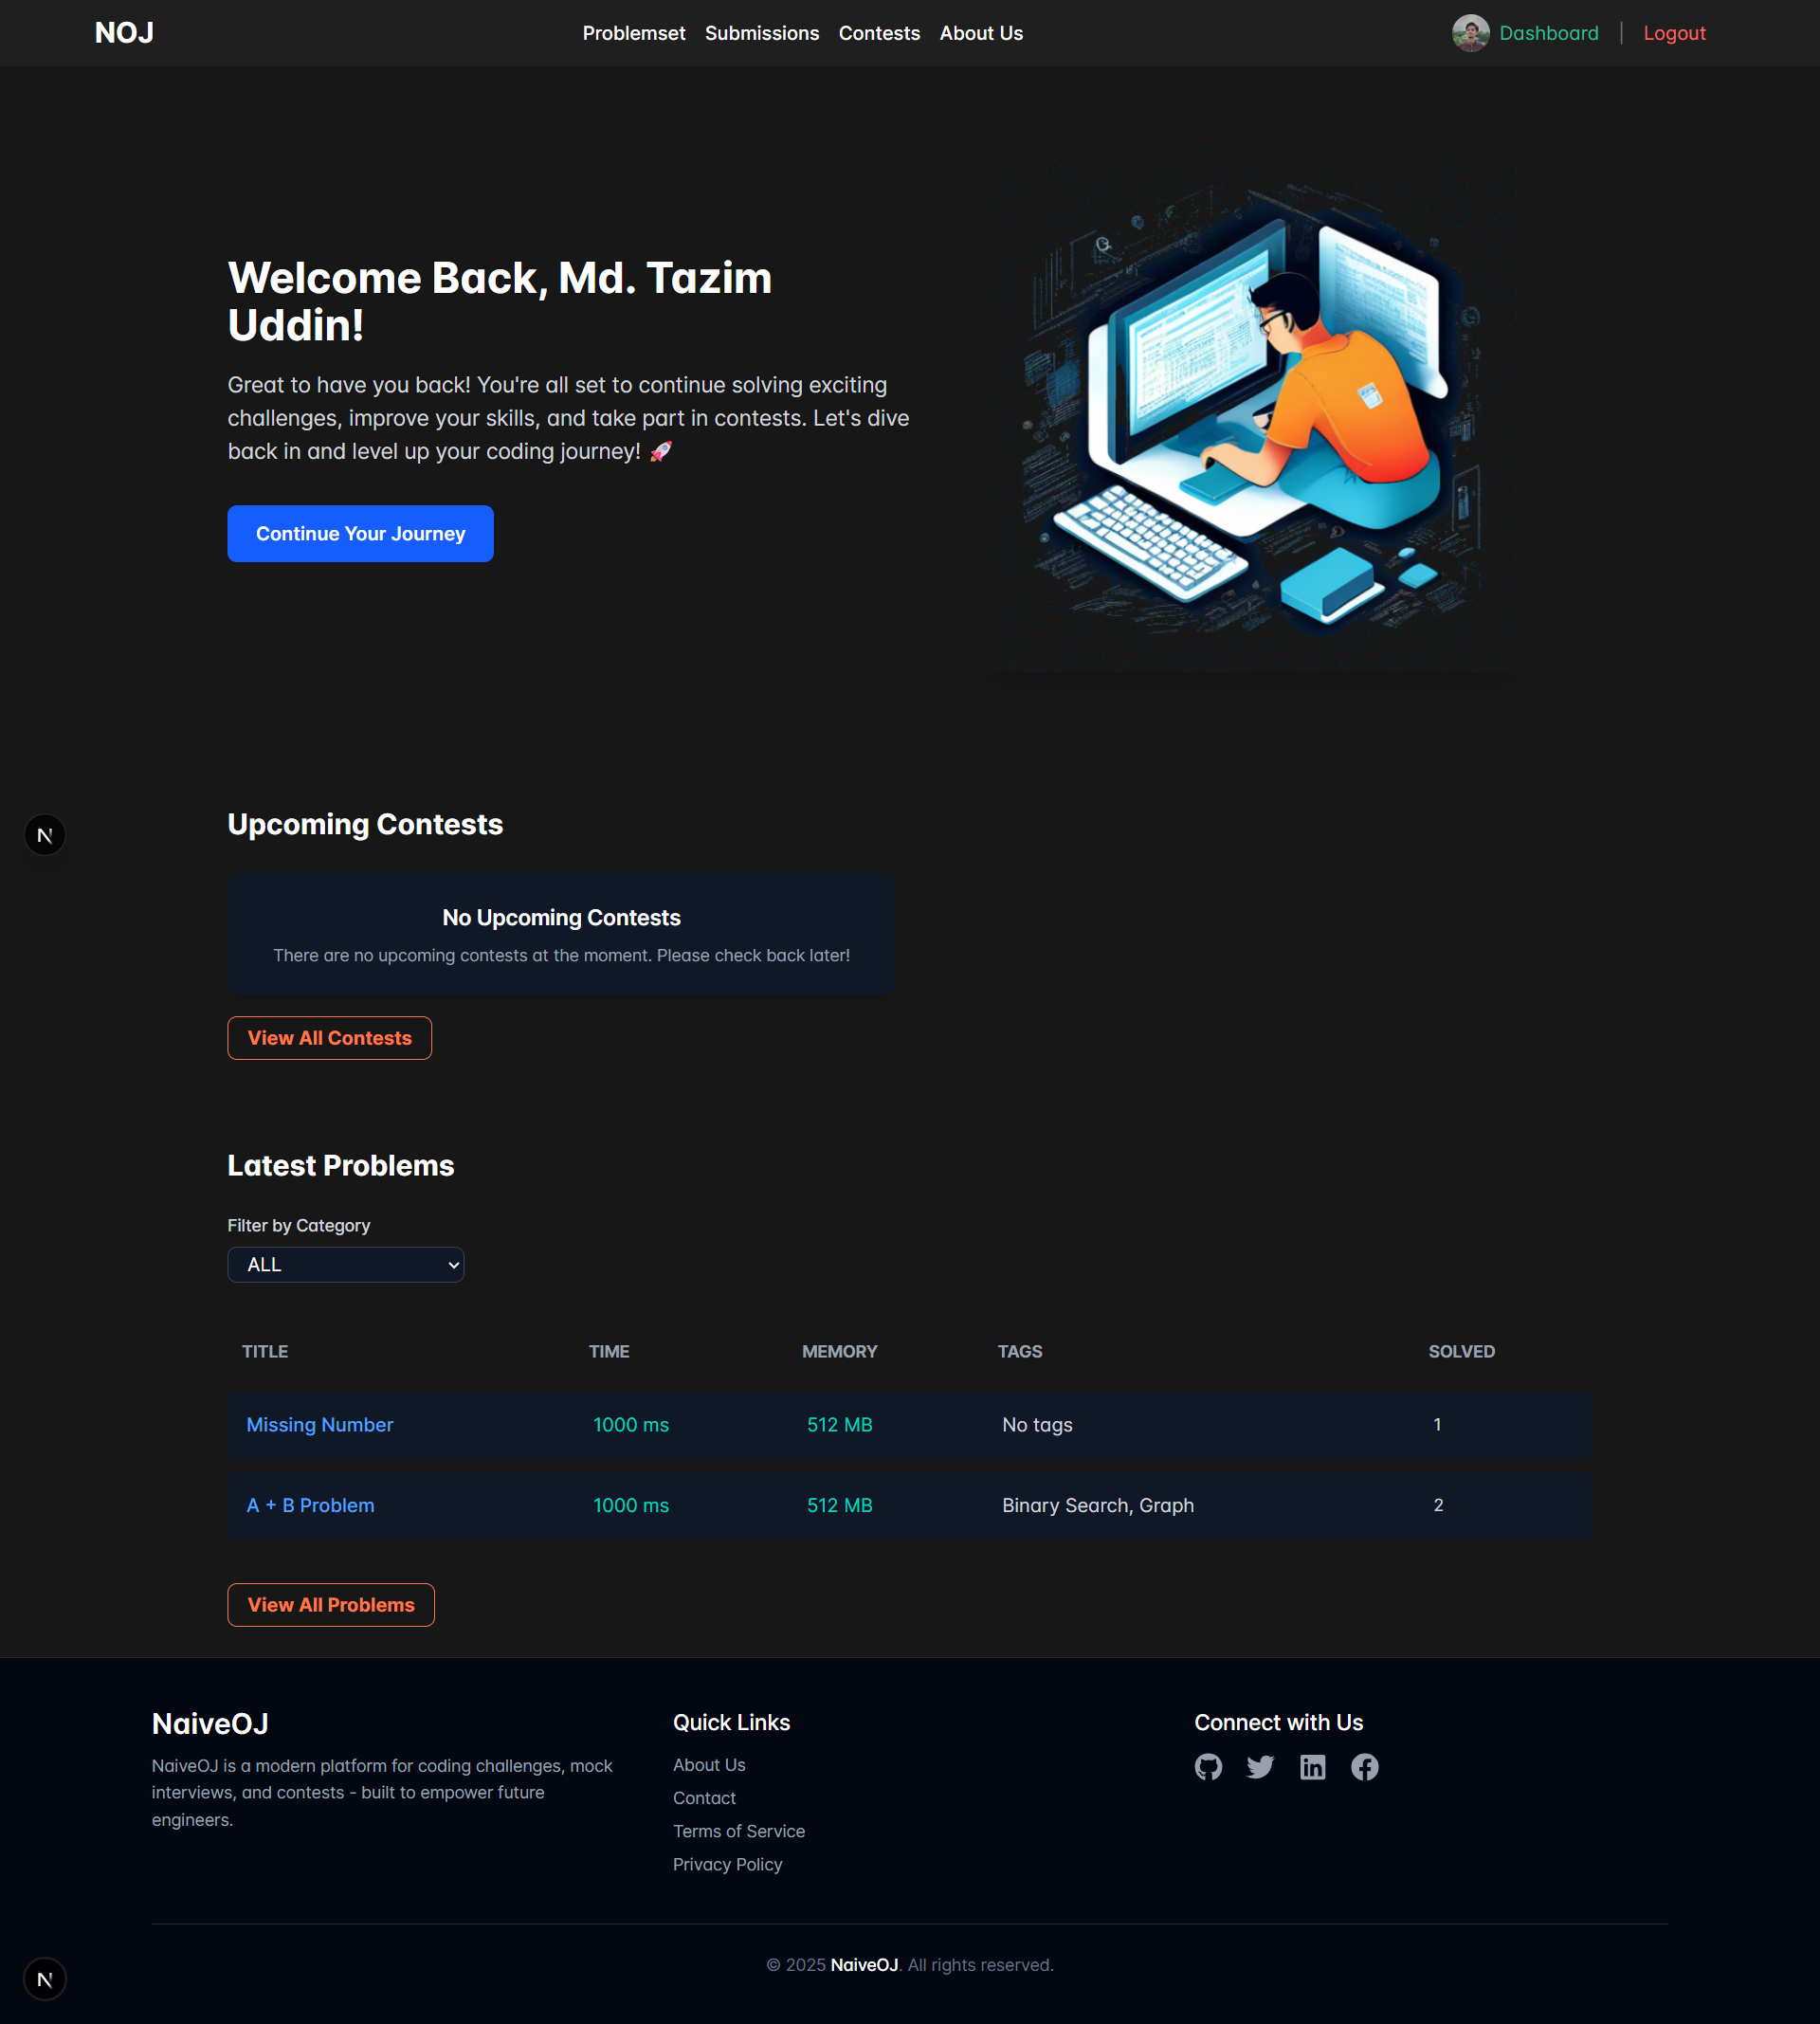 NOJ
Problemset Submissions Contests About Us
Dashboard | Logout
Welcome Back, Md. Tazim
Uddin!
Great to have you back! You're all set to continue solving exciting
challenges, improve your skills, and take part in contests. Let's dive
back in and level up your coding journey! 🚀
Continue Your Journey
Upcoming Contests
N
No Upcoming Contests
There are no upcoming contests at the moment. Please check back later!
View All Contests
Latest Problems
Filter by Category
ALL
TITLE TIME MEMORY TAGS SOLVED
Missing Number 1000 ms 512 MB No tags 1
A + B Problem 1000 ms 512 MB Binary Search, Graph 2
View All Problems
NaiveOJ
NaiveOJ is a modern platform for coding challenges, mock
interviews, and contests - built to empower future
engineers.
Quick Links
About Us
Contact
Terms of Service
Privacy Policy
Connect with Us
in
© 2025 NaiveOJ. All rights reserved.
N